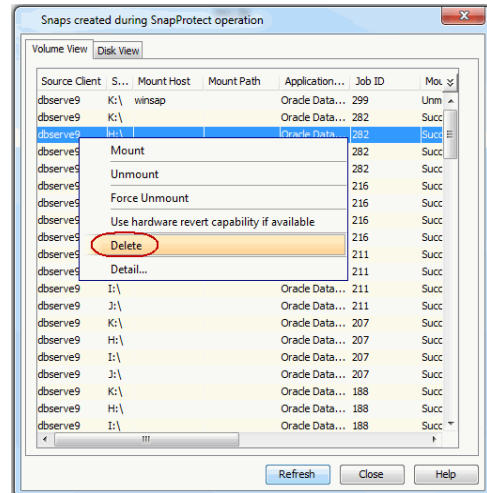 Snaps created during SnapProtect operation
Volume View Disk View
Source Client S... Mount Host Mount Path Application... Job ID Mou
dbserve9 K:\ winsap Oracle Data... 299 Unm
dbserve9 K:\ Oracle Data... 282 Succ
dbserve9 H:\ Oracle Data... 282 Succ
dbserve9 Mount 282 Succ
dbserve9 Unmount 282 Succ
dbserve9 216 Succ
dbserve9 Force Unmount 216 Succ
dbserve9 Use hardware revert capability if available 216 Succ
dbserve9 Delete 216 Succ
dbserve9 211 Succ
dbserve9 Detail... 211 Succ
dbserve9 I:\ Oracle Data... 211 Succ
dbserve9 J:\ Oracle Data... 211 Succ
dbserve9 K:\ Oracle Data... 207 Succ
dbserve9 H:\ Oracle Data... 207 Succ
dbserve9 I:\ Oracle Data... 207 Succ
dbserve9 J:\ Oracle Data... 207 Succ
dbserve9 K:\ Oracle Data... 188 Succ
dbserve9 H:\ Oracle Data... 188 Succ
dbserve9 I:\ Oracle Data... 188 Succ
Refresh Close Help